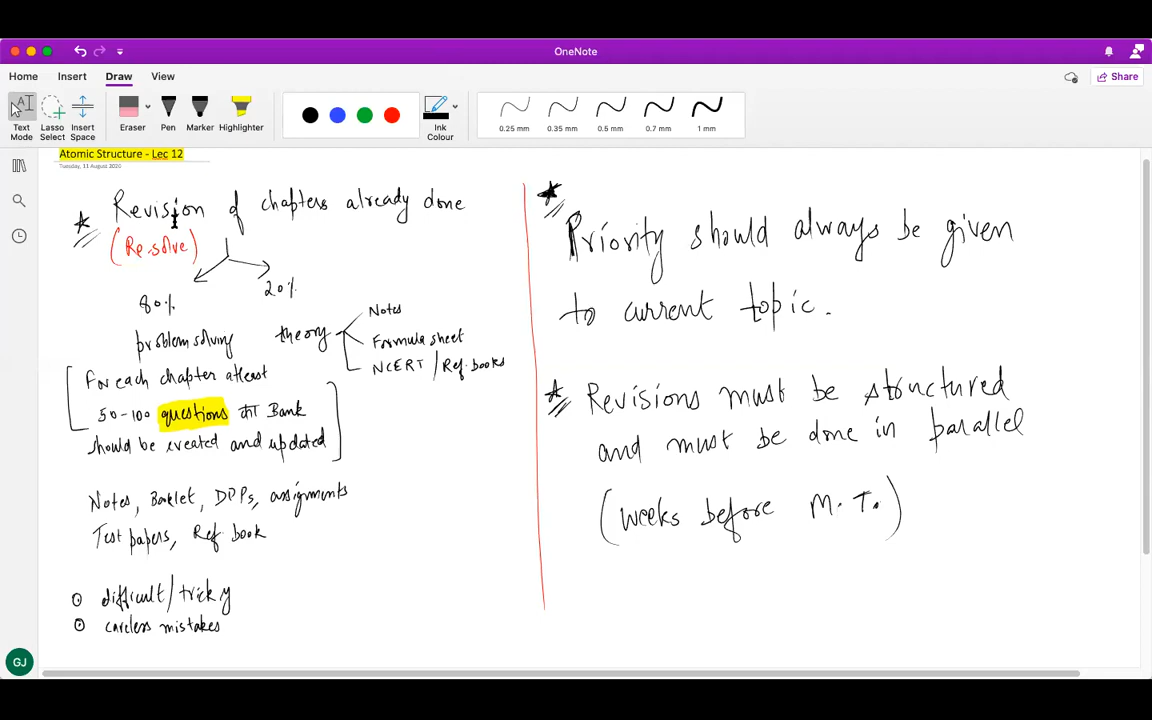 OneNote
Home Insert Draw View
Share
Text Mode
Lasso Select
Insert Space
Eraser
Pen
Marker
Highlighter
Ink Colour
0.25 mm
0.35 mm
0.5 mm
0.7 mm
1 mm
Atomic Structure - Lec 12
Tuesday, 11 August 2020
Revision of chapters already done
(Re.solve)
80%
problem solving
20%
theory
Notes
Formula sheet
NCERT / Ref. books
For each chapter atleast
50-100 questions Bank
should be created and updated
Notes, Booklet, DPPs, assignments
Test papers, Ref book
difficult/tricky
careless mistakes
Priority should always be given
to current topic.
Revisions must be structured
and must be done in parallel
(weeks before M.T.)
GJ